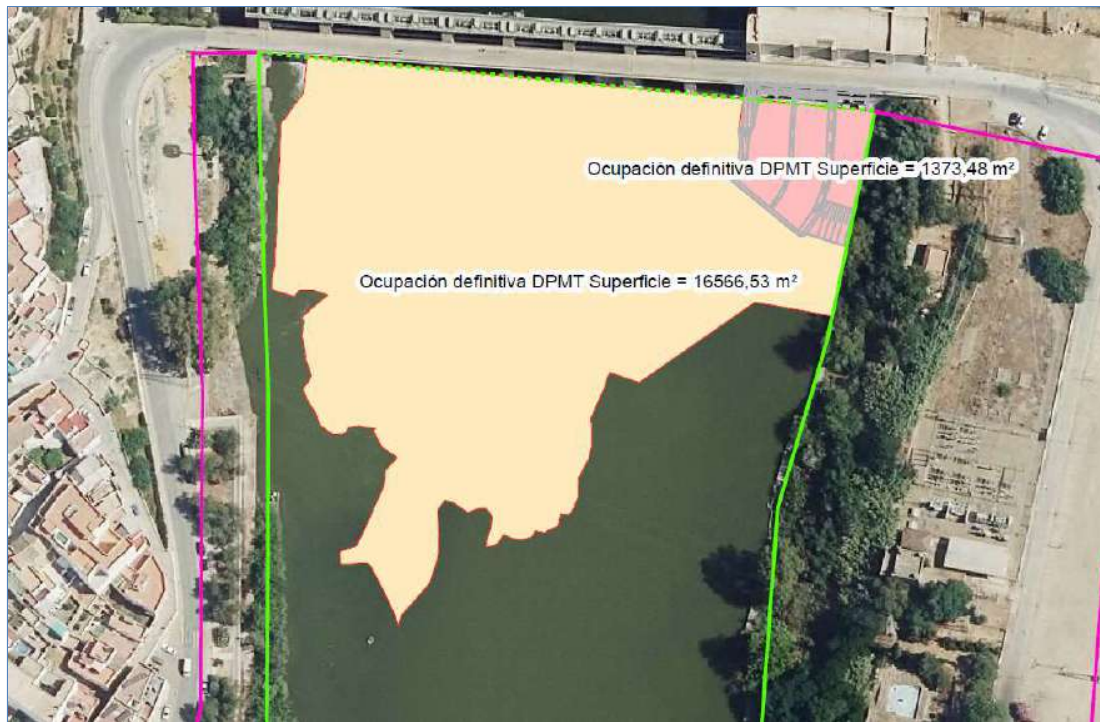 Ocupación definitiva DPMT Superficie = 1373,48 m²
Ocupación definitiva DPMT Superficie = 16566,53 m²